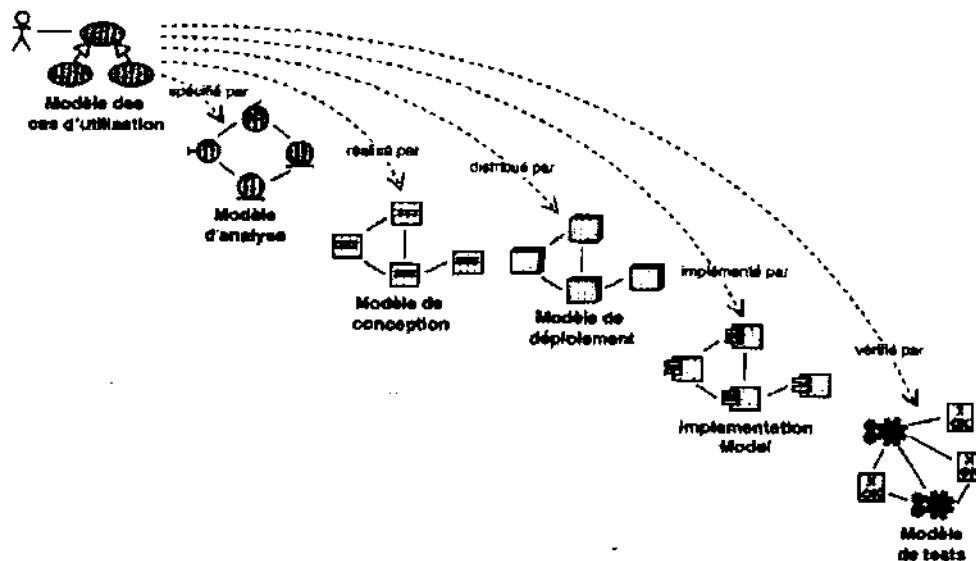 Modèle des
cas d'utilisation
spécifié par
Modèle
d'analyse
réalisé par
Modèle de
conception
distribué par
Modèle de
déploiement
implémenté par
Implementation
Model
vérifié par
Modèle
de tests